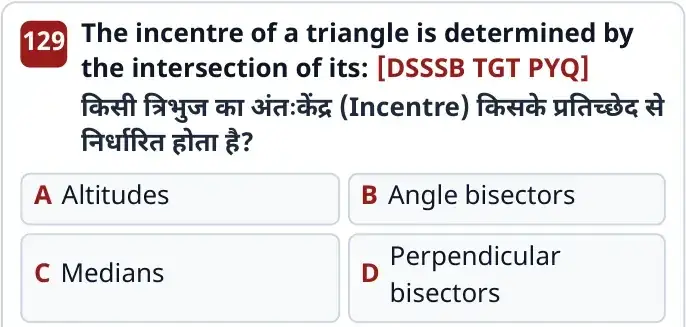 129 The incentre of a triangle is determined by
the intersection of its: [DSSSB TGT PYQ]
किसी त्रिभुज का अंतःकेंद्र (Incentre) किसके प्रतिच्छेद से
निर्धारित होता है?
A Altitudes
B Angle bisectors
C Medians
D Perpendicular
bisectors